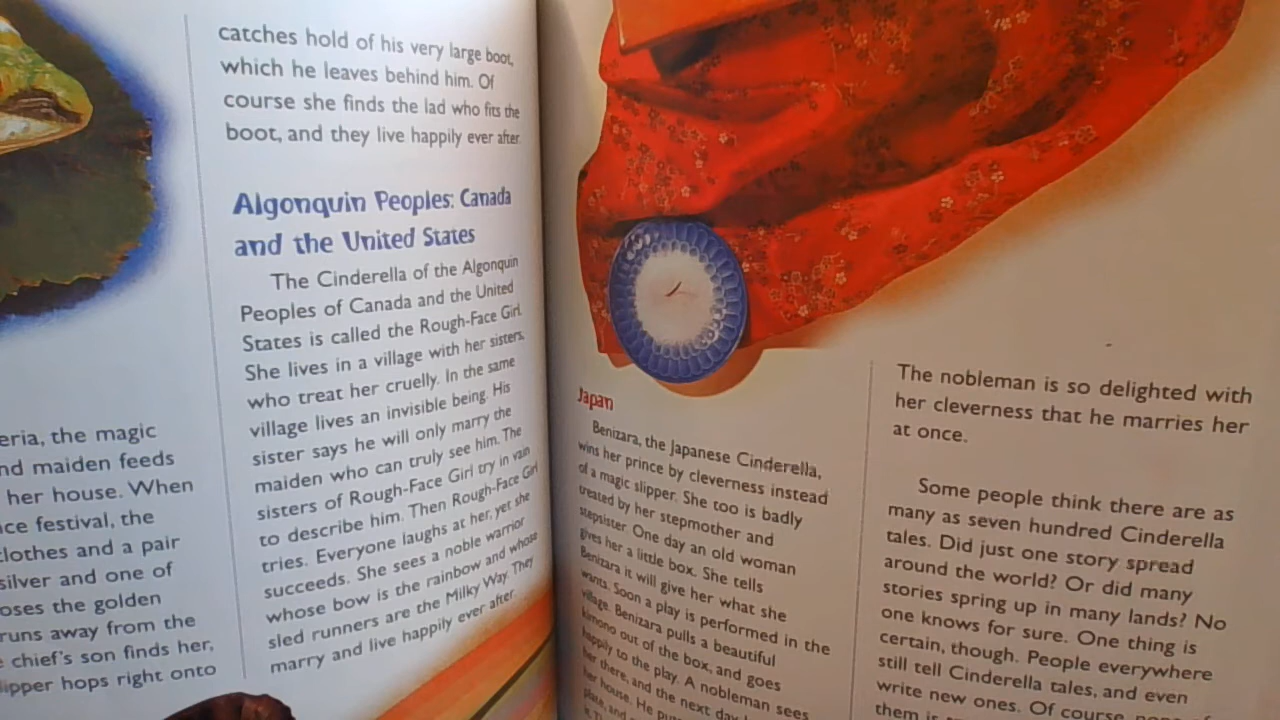 eria, the magic
nd maiden feeds
her house. When
ce festival, the
clothes and a pair
silver and one of
oses the golden
runs away from the
chief's son finds her,
lipper hops right onto
catches hold of his very large boot,
which he leaves behind him. Of
course she finds the lad who fits the
boot, and they live happily ever after.
Algonquin Peoples: Canada
and the United States
The Cinderella of the Algonquin
Peoples of Canada and the United
States is called the Rough-Face Girl.
She lives in a village with her sisters,
who treat her cruelly. In the same
village lives an invisible being. His
sister says he will only marry the
maiden who can truly see him. The
sisters of Rough-Face Girl try in vain
to describe him. Then Rough-Face Girl
tries. Everyone laughs at her, yet she
succeeds. She sees a noble warrior
whose bow is the rainbow and whose
sled runners are the Milky Way. They
marry and live happily ever after.
Japan
Benizara, the Japanese Cinderella,
wins her prince by cleverness instead
of a magic slipper. She too is badly
treated by her stepmother and
stepsister. One day an old woman
gives her a little box. She tells
Benizara it will give her what she
wants. Soon a play is performed in the
village. Benizara pulls a beautiful
kimono out of the box, and goes
happily to the play. A nobleman sees
her there, and the next day
her house. He
plate, and
The nobleman is so delighted with
her cleverness that he marries her
at once.
Some people think there are as
many as seven hundred Cinderella
tales. Did just one story spread
around the world? Or did many
stories spring up in many lands? No
one knows for sure. One thing is
certain, though. People everywhere
still tell Cinderella tales, and even
write new ones. Of course, none of
them is